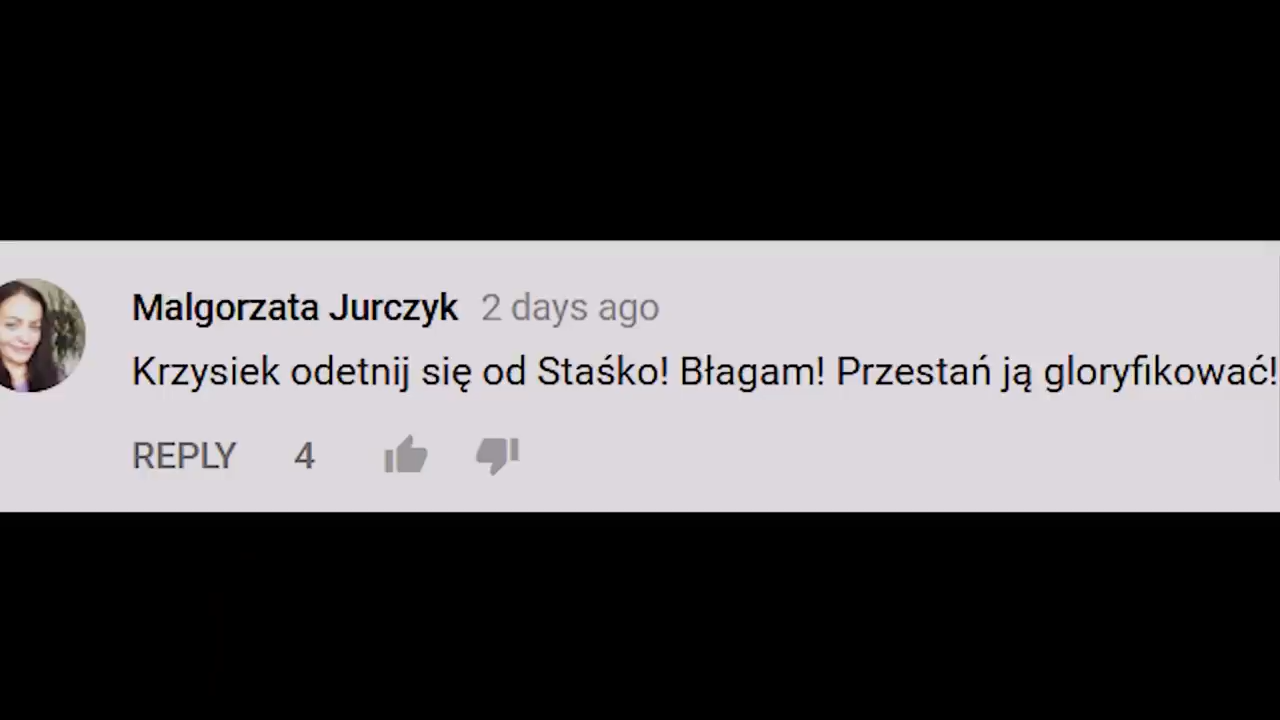 Malgorzata Jurczyk 2 days ago
Krzysiek odetnij się od Staśko! Błagam! Przestań ją gloryfikować!
REPLY 4